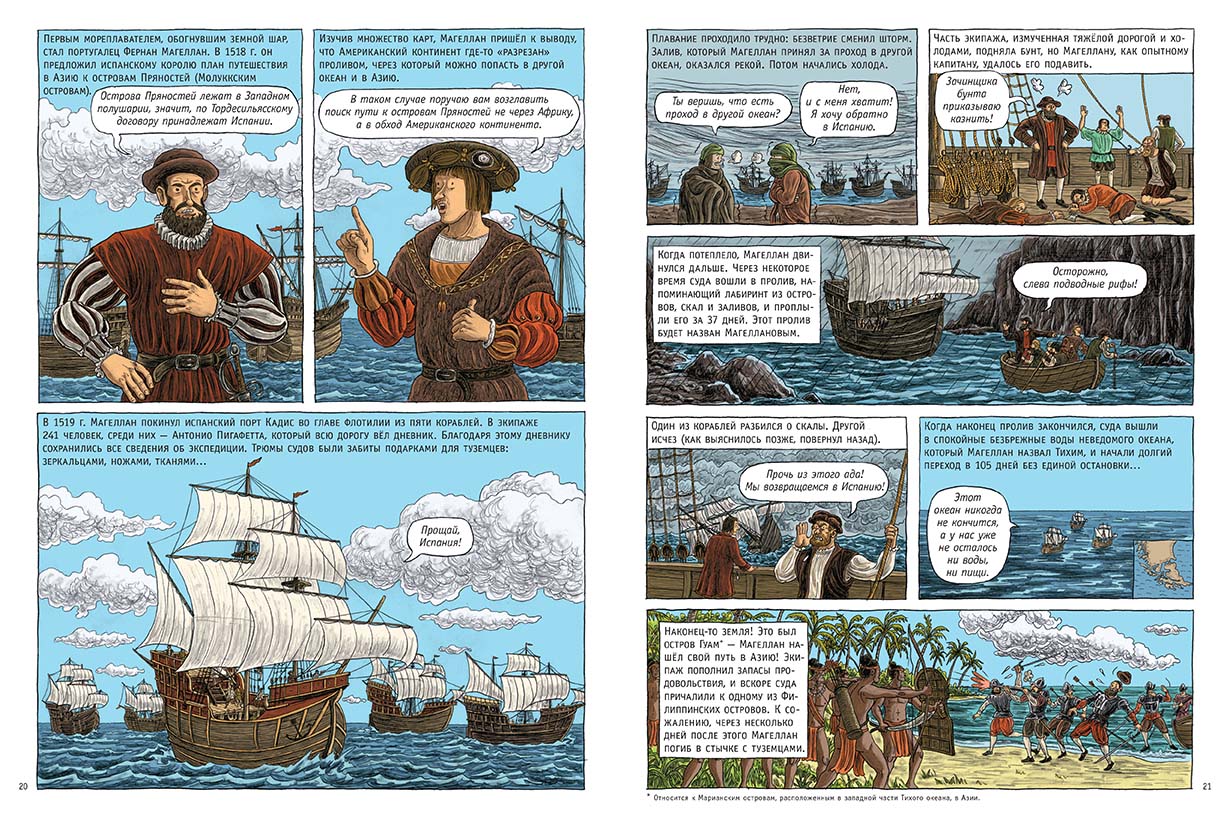 Первым мореплавателем, обогнувшим земной шар,
стал португалец Фернан Магеллан. В 1518 г. он
предложил испанскому королю план путешествия
в Азию к островам Пряностей (Молуккским
островам).
Острова Пряностей лежат в Западном
полушарии, значит, по Тордесильясскому
договору принадлежат Испании.
Изучив множество карт, Магеллан пришёл к выводу,
что Американский континент где-то «разрезан»
проливом, через который можно попасть в другой
океан и в Азию.
В таком случае поручаю вам возглавить
поиск пути к островам Пряностей не через Африку,
а в обход Американского континента.
В 1519 г. Магеллан покинул испанский порт Кадис во главе флотилии из пяти кораблей. В экипаже
241 человек, среди них — Антонио Пигафетта, который всю дорогу вёл дневник. Благодаря этому дневнику
сохранились все сведения об экспедиции. Трюмы судов были забиты подарками для туземцев:
зеркальцами, ножами, тканями...
Прощай,
Испания!
20
Плавание проходило трудно: безветрие сменил шторм.
Залив, который Магеллан принял за проход в другой
океан, оказался рекой. Потом начались холода.
Ты веришь, что есть
проход в другой океан?
Нет,
и с меня хватит!
Я хочу обратно
в Испанию.
Часть экипажа, измученная тяжёлой дорогой и хо-
лодами, подняла бунт, но Магеллану, как опытному
капитану, удалось его подавить.
Зачинщика
бунта
приказываю
казнить!
Когда потеплело, Магеллан дви-
нулся дальше. Через некоторое
время суда вошли в пролив, на-
поминающий лабиринт из остро-
вов, скал и заливов, и проплы-
ли его за 37 дней. Этот пролив
будет назван Магеллановым.
Осторожно,
слева подводные рифы!
Один из кораблей разбился о скалы. Другой
исчез (как выяснилось позже, повернул назад).
Прочь из этого ада!
Мы возвращаемся в Испанию!
Когда наконец пролив закончился, суда вышли
в спокойные безбрежные воды неведомого океана,
который Магеллан назвал Тихим, и начали долгий
переход в 105 дней без единой остановки...
Этот
океан никогда
не кончится,
а у нас уже
не осталось
ни воды,
ни пищи.
Наконец-то земля! Это был
остров Гуам* — Магеллан на-
шёл свой путь в Азию! Эки-
паж пополнил запасы про-
довольствия, и вскоре суда
причалили к одному из Фи-
липпинских островов. К со-
жалению, через несколько
дней после этого Магеллан
погиб в стычке с туземцами.
* Относится к Марианским островам, расположенным в западной части Тихого океана, в Азии.
21